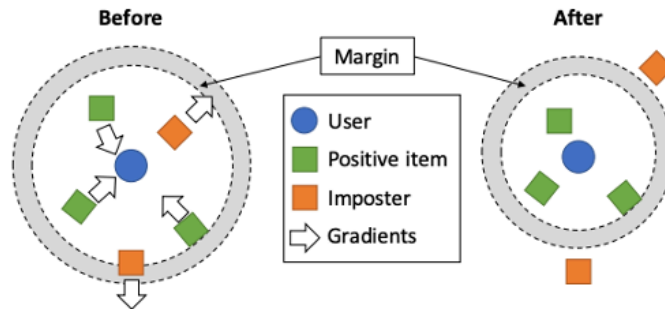 Before
After
Margin
User
Positive item
Imposter
Gradients